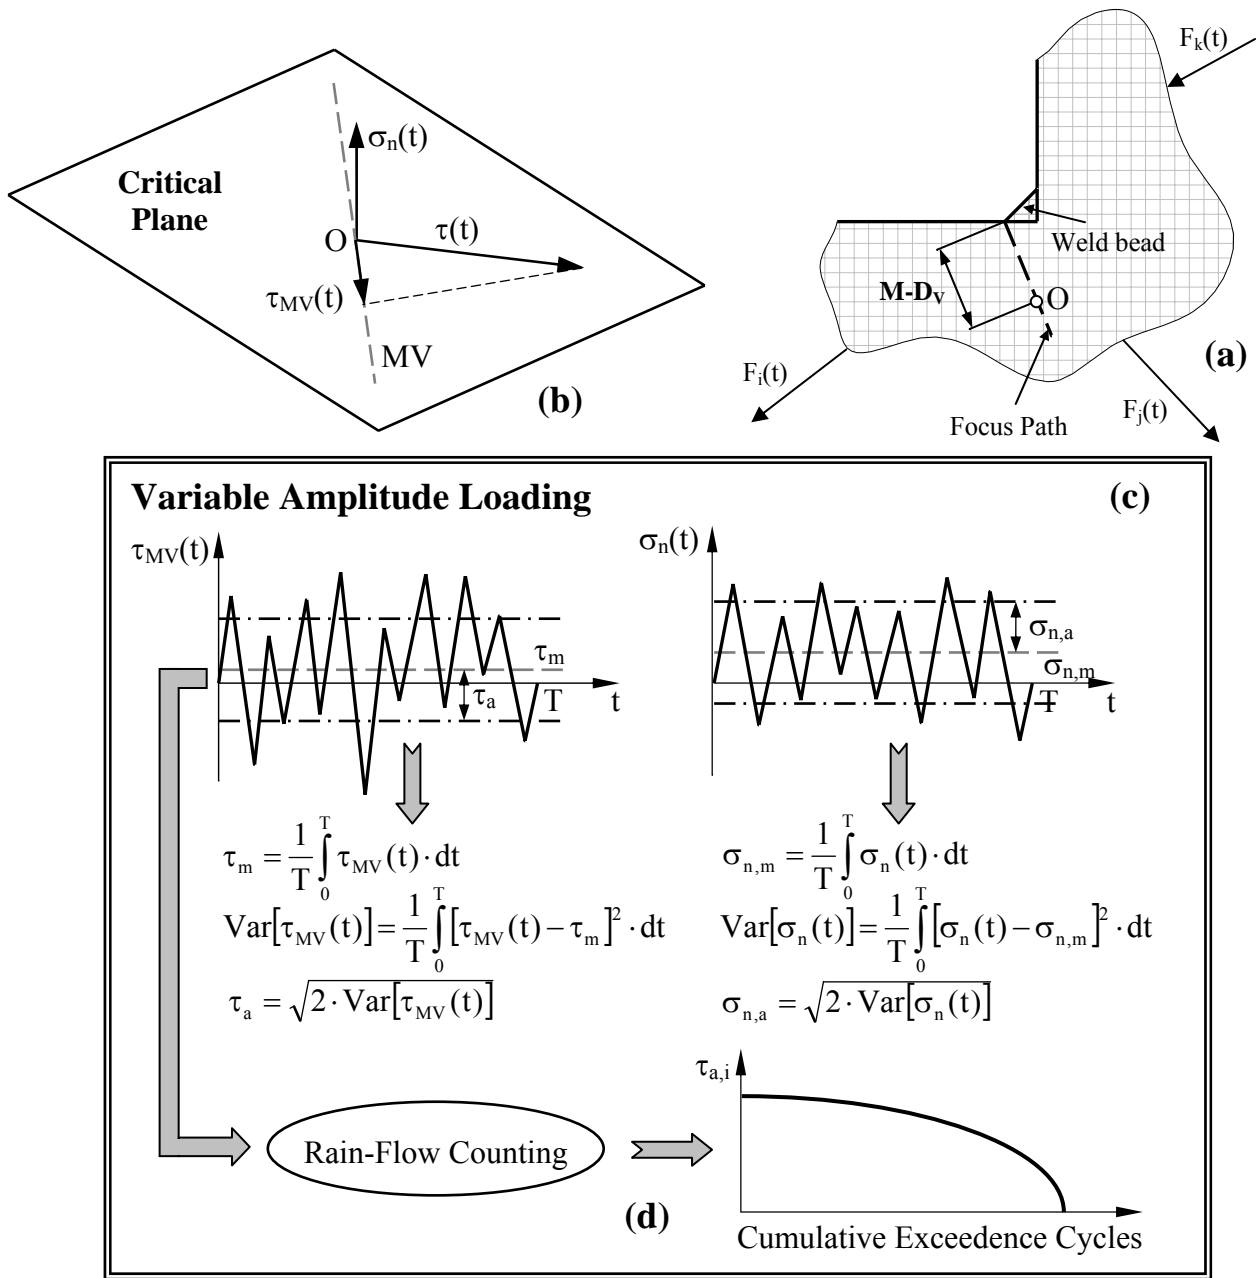 σn(t)
Critical
Plane
O
τ(t)
τMV(t)
MV
(b)
Fk(t)
Weld bead
M-DV
O
(a)
Fi(t)
Fj(t)
Focus Path
Variable Amplitude Loading
(c)
τMV(t)
τm
τa
T
t
σn(t)
σn,a
σn,m
T
t
τm = 1/T ∫0T τMV(t)·dt
Var[τMV(t)] = 1/T ∫0T [τMV(t) − τm]2·dt
τa = √2·Var[τMV(t)]
σn,m = 1/T ∫0T σn(t)·dt
Var[σn(t)] = 1/T ∫0T [σn(t) − σn,m]2·dt
σn,a = √2·Var[σn(t)]
Rain-Flow Counting
τa,i
Cumulative Exceedence Cycles
(d)